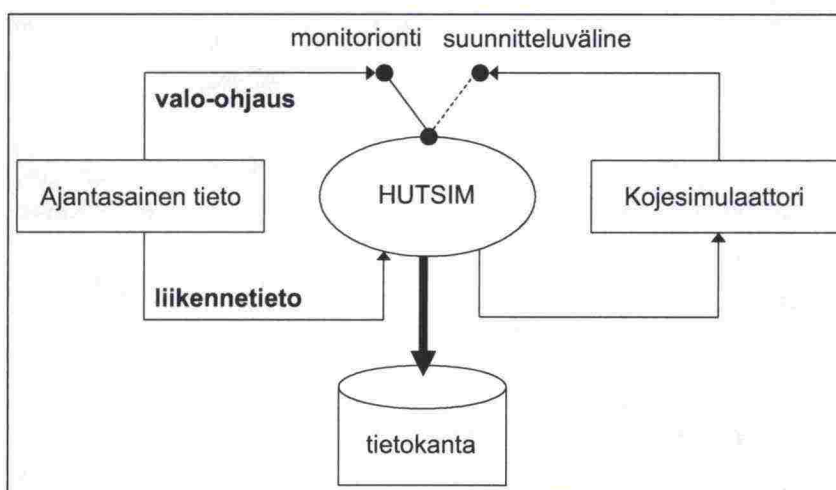 monitorionti
suunnitteluväline
valo-ohjaus
Ajantasainen tieto
HUTSIM
Kojesimulaattori
liikennetieto
tietokanta